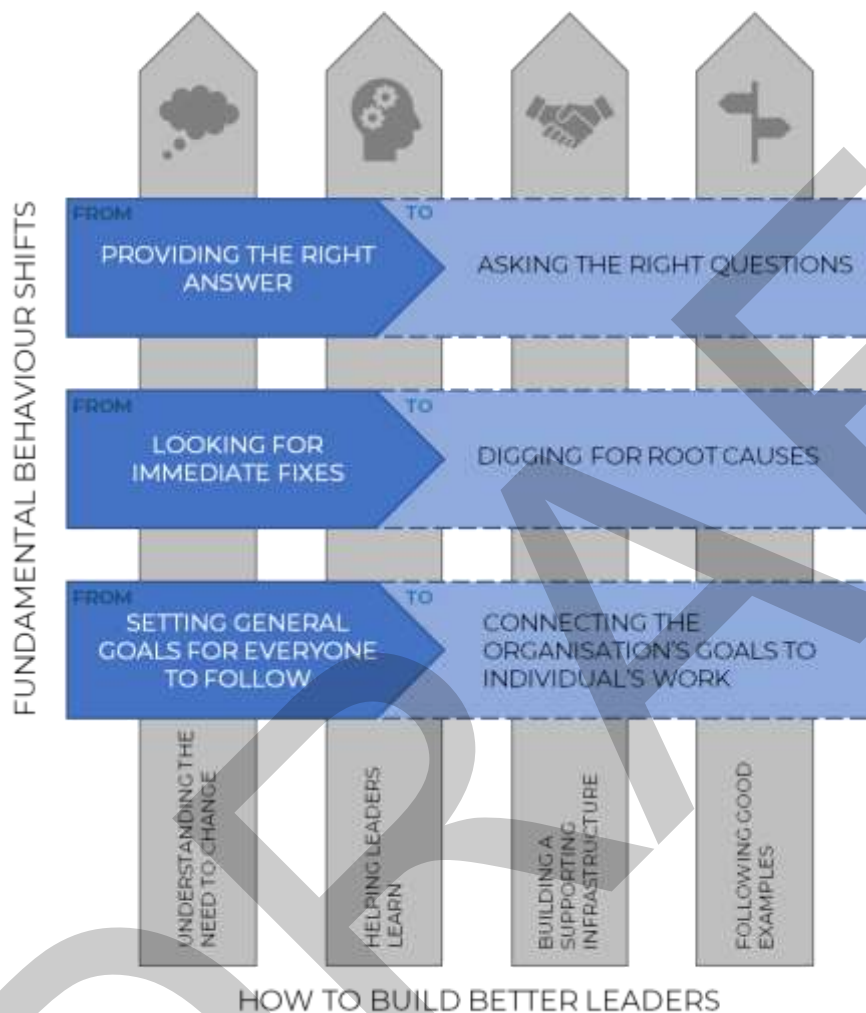 FUNDAMENTAL BEHAVIOUR SHIFTS
FROM
TO
PROVIDING THE RIGHT
ANSWER
ASKING THE RIGHT QUESTIONS
FROM
TO
LOOKING FOR
IMMEDIATE FIXES
DIGGING FOR ROOT CAUSES
FROM
TO
SETTING GENERAL
GOALS FOR EVERYONE
TO FOLLOW
CONNECTING THE
ORGANISATION'S GOALS TO
INDIVIDUAL'S WORK
UNDERSTANDING THE
NEED TO CHANGE
HELPING LEADERS
LEARN
BUILDING A
SUPPORTING
INFRASTRUCTURE
FOLLOWING GOOD
EXAMPLES
HOW TO BUILD BETTER LEADERS